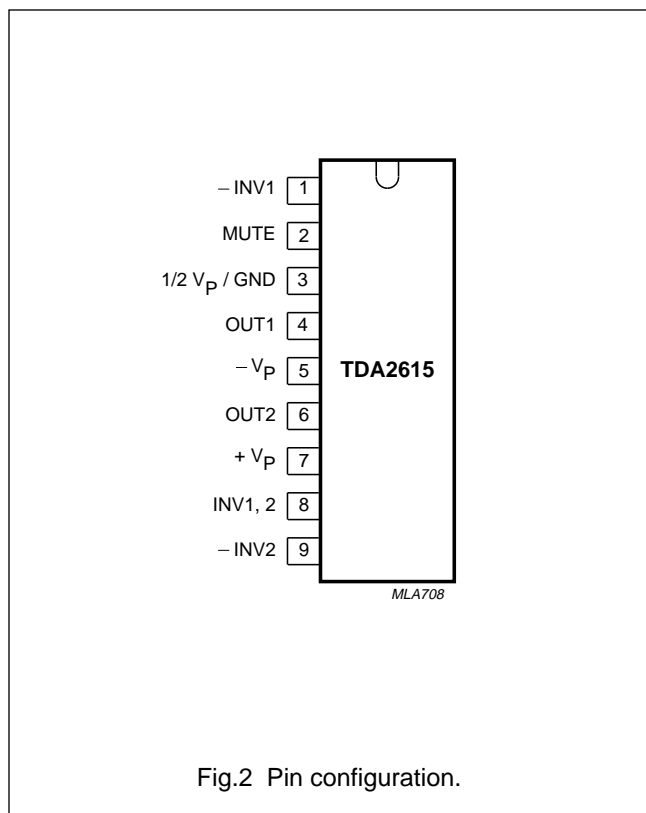 – INV1 1
MUTE 2
1/2 VP / GND 3
OUT1 4
– VP 5
OUT2 6
+ VP 7
INV1, 2 8
– INV2 9
TDA2615
MLA708
Fig.2 Pin configuration.